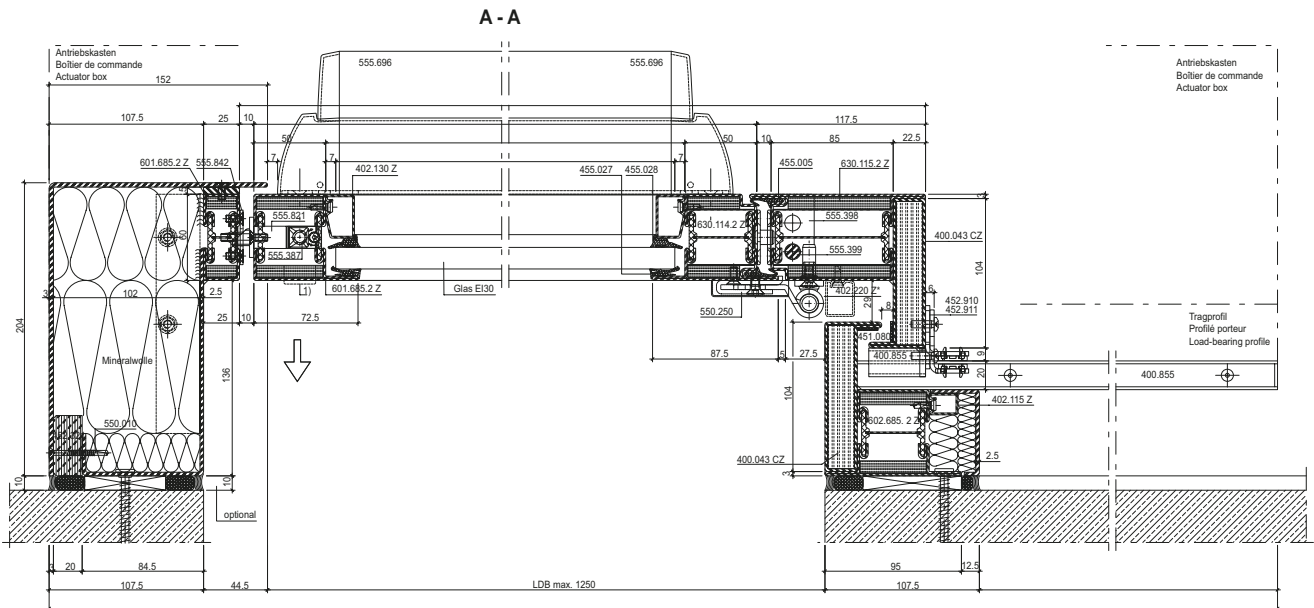 A - A
Antriebskasten
Boîtier de commande
Actuator box
152
555.696
555.696
Antriebskasten
Boîtier de commande
Actuator box
107.5
25
10
117.5
50
50
10
85
22.5
601.685.2 Z
555.842
7
402.130 Z
7
455.027
455.028
455.005
630.115.2 Z
5
60
555.821
630.114.2 Z
555.398
3
400.043 CZ
104
555.387
555.399
204
3
102
2.5
1)
601.685.2 Z
Glas EI30
402.220 Z*
550.250
29
8
6
452.910
452.911
Tragprofil
Profilé porteur
Load-bearing profile
25
10
72.5
451.080
Mineralwolle
136
87.5
5
27.5
400.855
9
20
400.855
104
402.115 Z
550.010
602.685. 2 Z
400.043 CZ
3
2.5
10
10
optional
3
20
84.5
95
12.5
107.5
44.5
LDB max. 1250
107.5